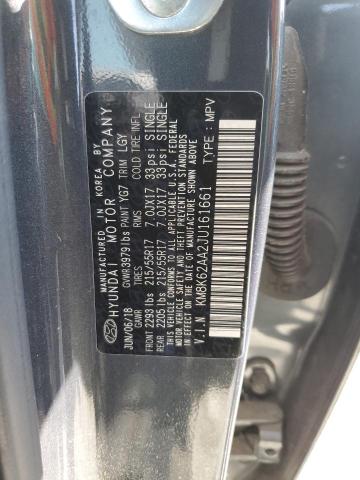 MANUFACTURED IN KOREA BY
HYUNDAI MOTOR COMPANY
JUN/06/18 GVWR 3979 lbs PAINT YG7 TRIM LGY
GAWR TIRES RIMS COLD TIRE INFL
FRONT 2293 lbs 215/55R17 7.0JX17 33psi SINGLE
REAR 2205 lbs 215/55R17 7.0JX17 33psi SINGLE
THIS VEHICLE CONFORMS TO ALL APPLICABLE U.S. FEDERAL
MOTOR VEHICLE SAFETY, BUMPER, AND THEFT PREVENTION STANDARDS
IN EFFECT ON THE DATE OF MANUFACTURE SHOWN ABOVE.
V.I.N : KM8K62AA2JU161661 TYPE : MPV